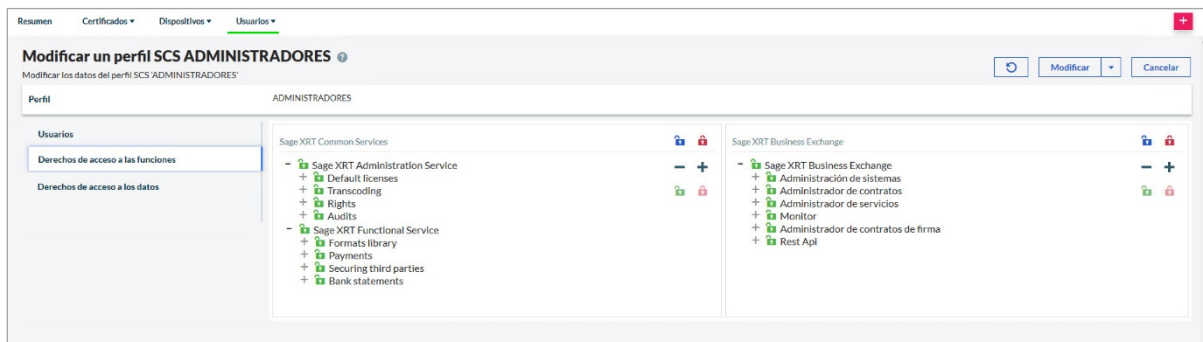 Resumen Certificados Dispositivos Usuarios
Modificar un perfil SCS ADMINISTRADORES
Modificar los datos del perfil SCS 'ADMINISTRADORES'
Modificar Cancelar
Perfil ADMINISTRADORES
Usuarios
Derechos de acceso a las funciones
Derechos de acceso a los datos
Sage XRT Common Services
Sage XRT Administration Service
Default licenses
Transcoding
Rights
Audits
Sage XRT Functional Service
Formats library
Payments
Securing third parties
Bank statements
Sage XRT Business Exchange
Sage XRT Business Exchange
Administración de sistemas
Administrador de contratos
Administrador de servicios
Monitor
Administrador de contratos de firma
Rest Api